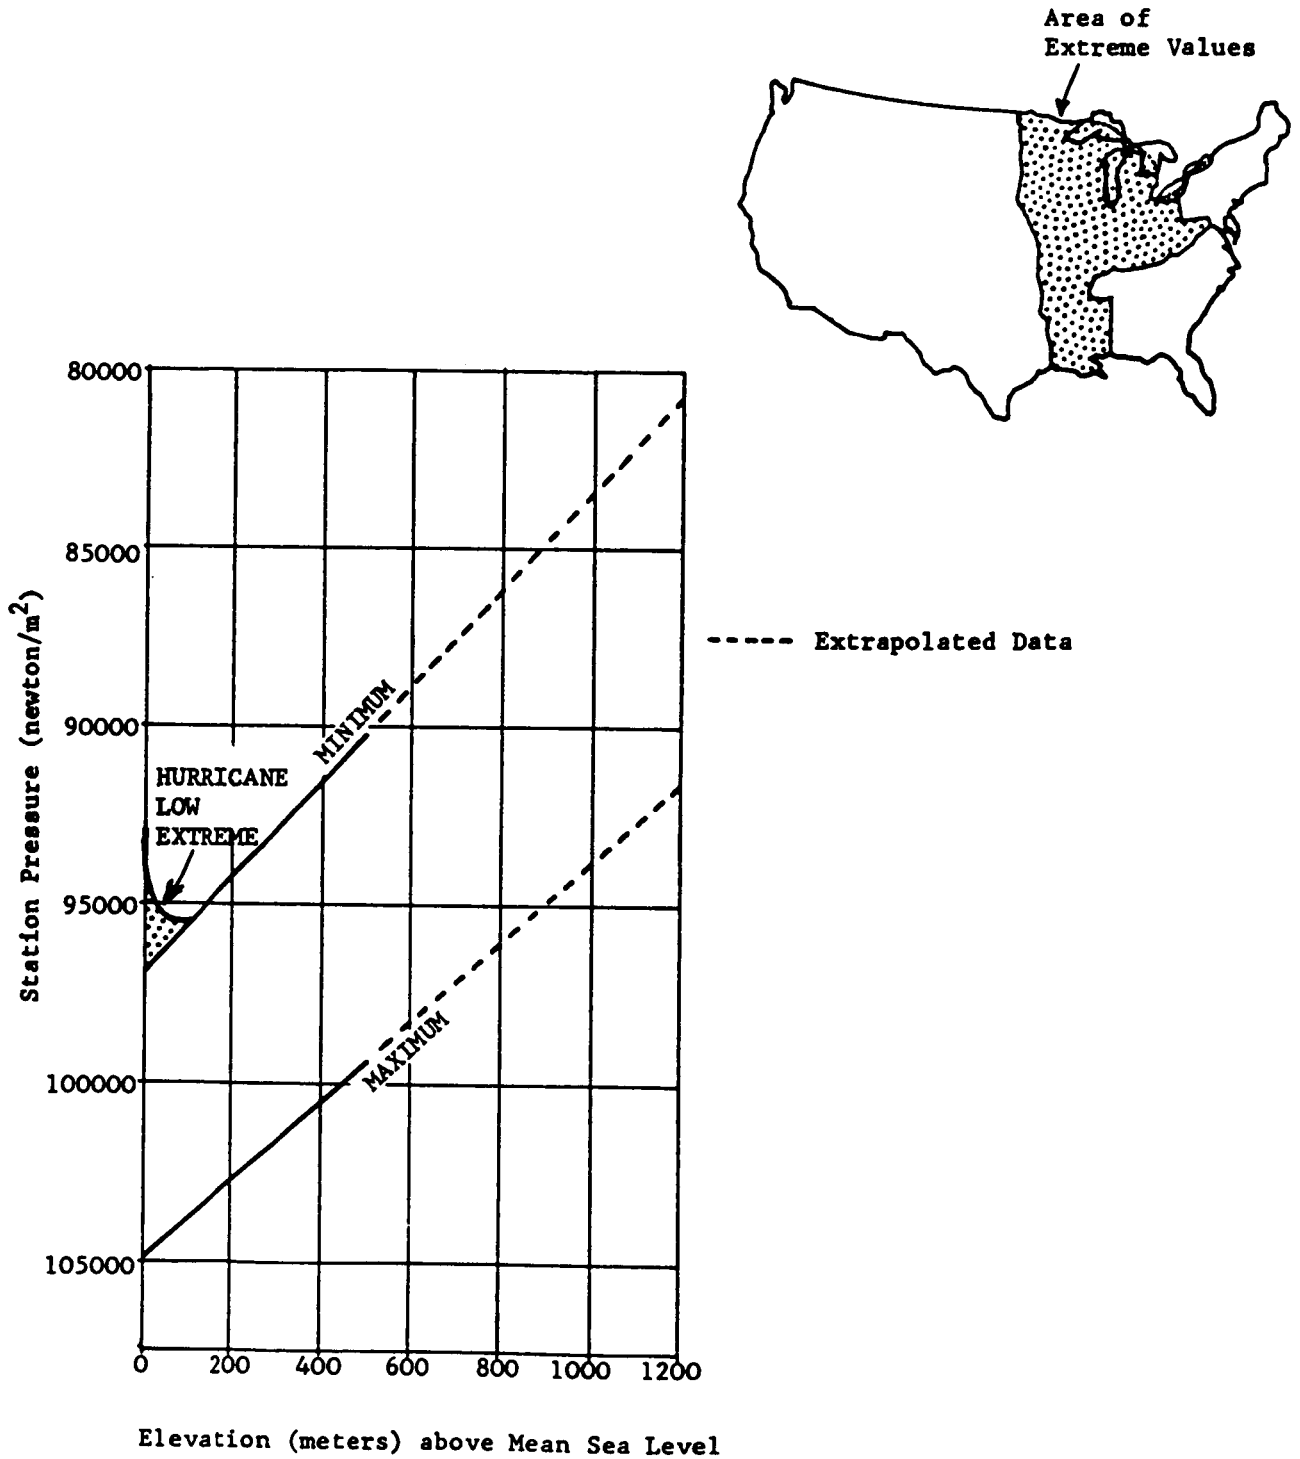 Area of
Extreme Values
80000
85000
90000
95000
100000
105000
Station Pressure (newton/m²)
MINIMUM
HURRICANE
LOW
EXTREME
MAXIMUM
----- Extrapolated Data
0 200 400 600 800 1000 1200
Elevation (meters) above Mean Sea Level